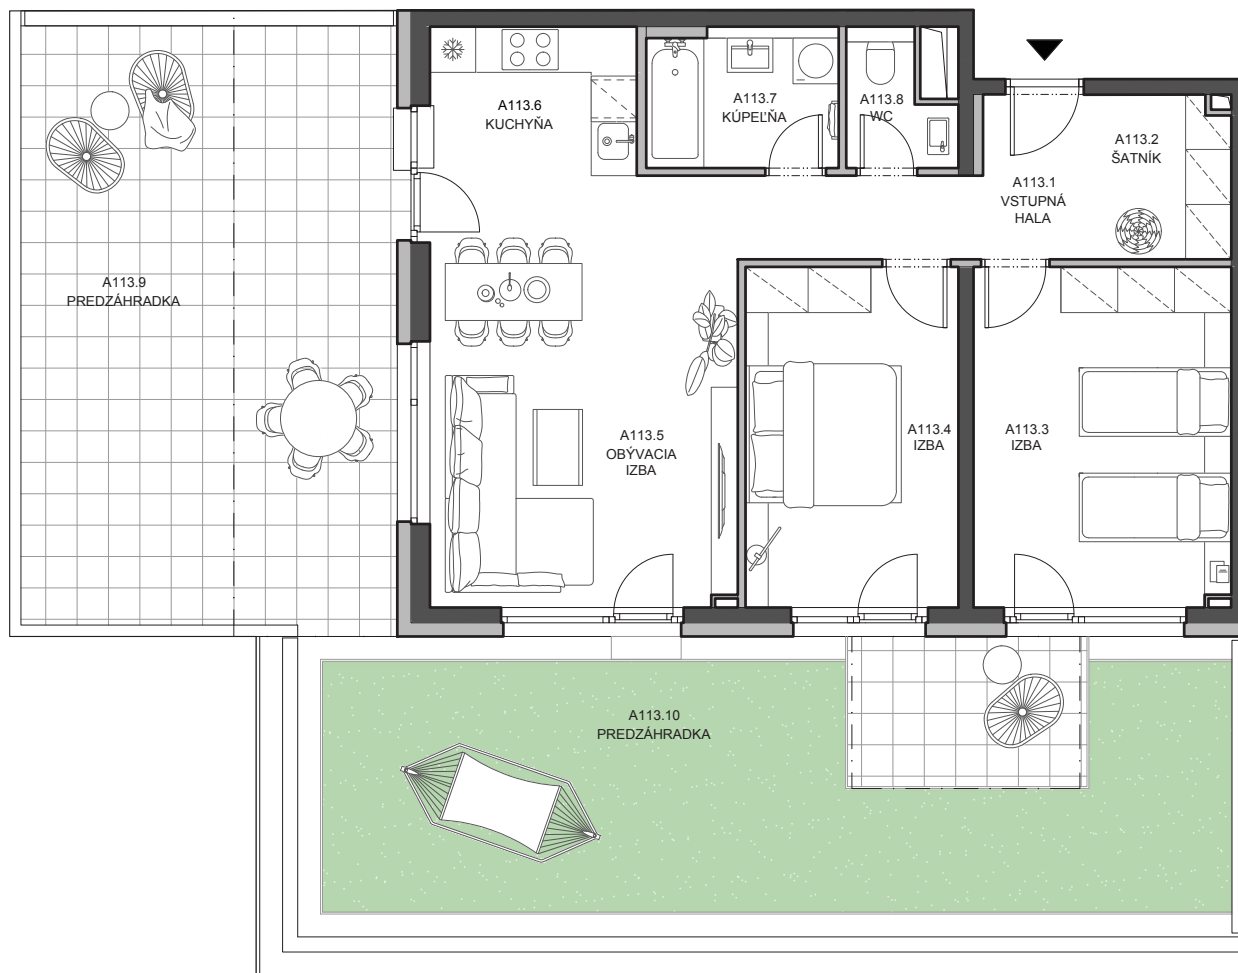 A113.6
KUCHYŇA
A113.7
KÚPEĽŇA
A113.8
WC
A113.2
ŠATNÍK
A113.1
VSTUPNÁ
HALA
A113.9
PREDZÁHRADKA
A113.5
OBÝVACIA
IZBA
A113.4
IZBA
A113.3
IZBA
A113.10
PREDZÁHRADKA